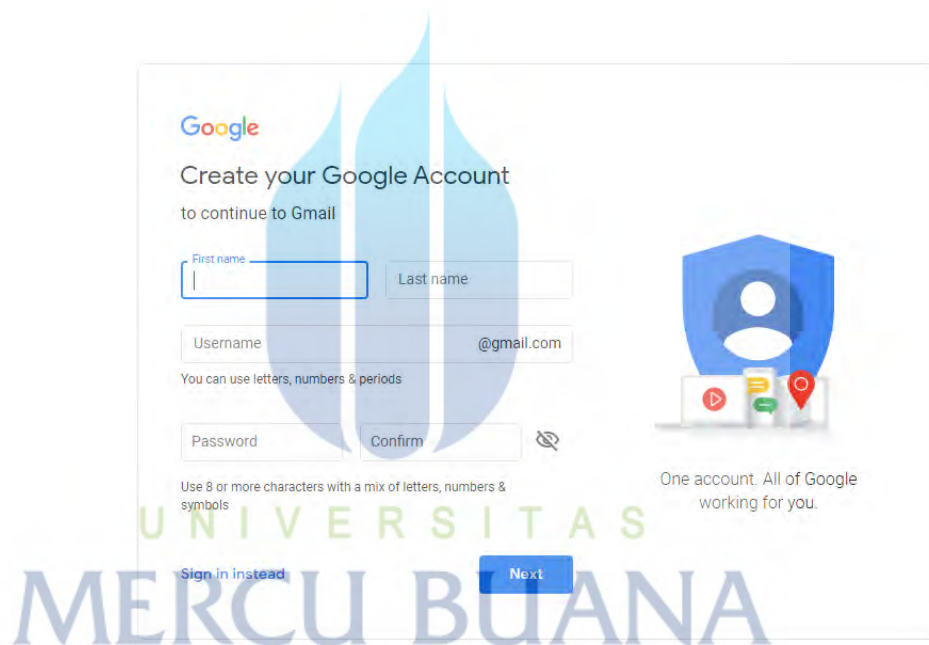 Google
Create your Google Account
to continue to Gmail
First name
Last name
Username @gmail.com
You can use letters, numbers & periods
Password Confirm
Use 8 or more characters with a mix of letters, numbers &
symbols
One account. All of Google
working for you.
Sign in instead Next
UNIVERSITAS
MERCU BUANA